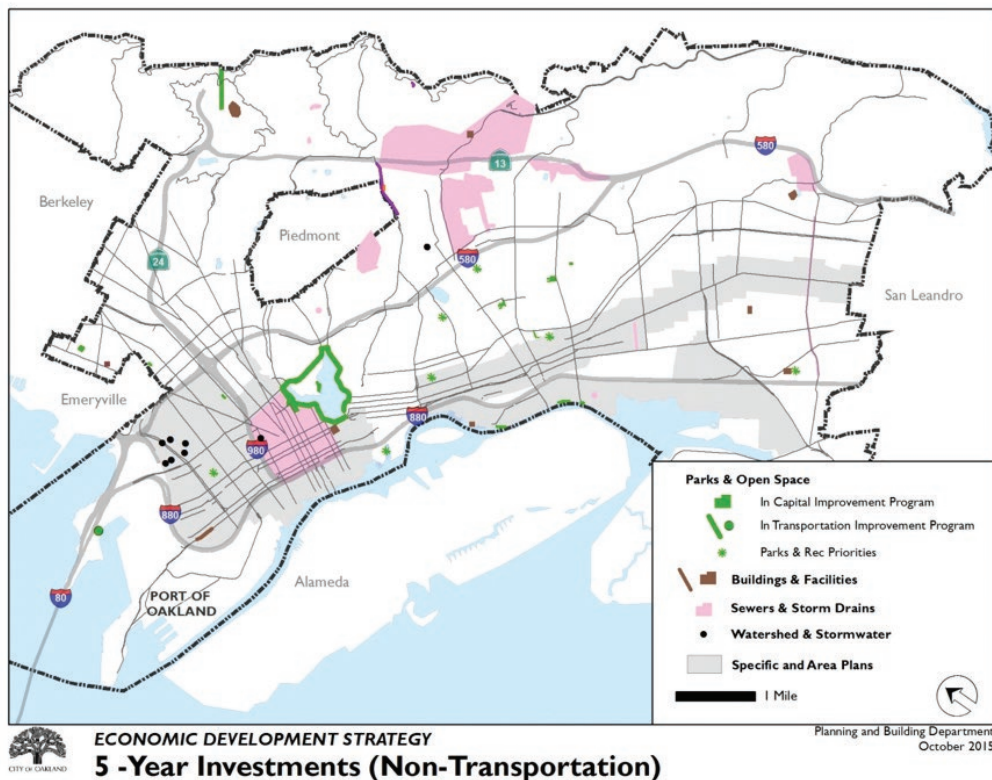 Berkeley
24
Piedmont
13
580
580
San Leandro
Emeryville
980
880
880
80
PORT OF
OAKLAND
Alameda
Parks & Open Space
In Capital Improvement Program
In Transportation Improvement Program
Parks & Rec Priorities
Buildings & Facilities
Sewers & Storm Drains
Watershed & Stormwater
Specific and Area Plans
1 Mile
CITY OF OAKLAND
ECONOMIC DEVELOPMENT STRATEGY
5 -Year Investments (Non-Transportation)
Planning and Building Department
October 2015